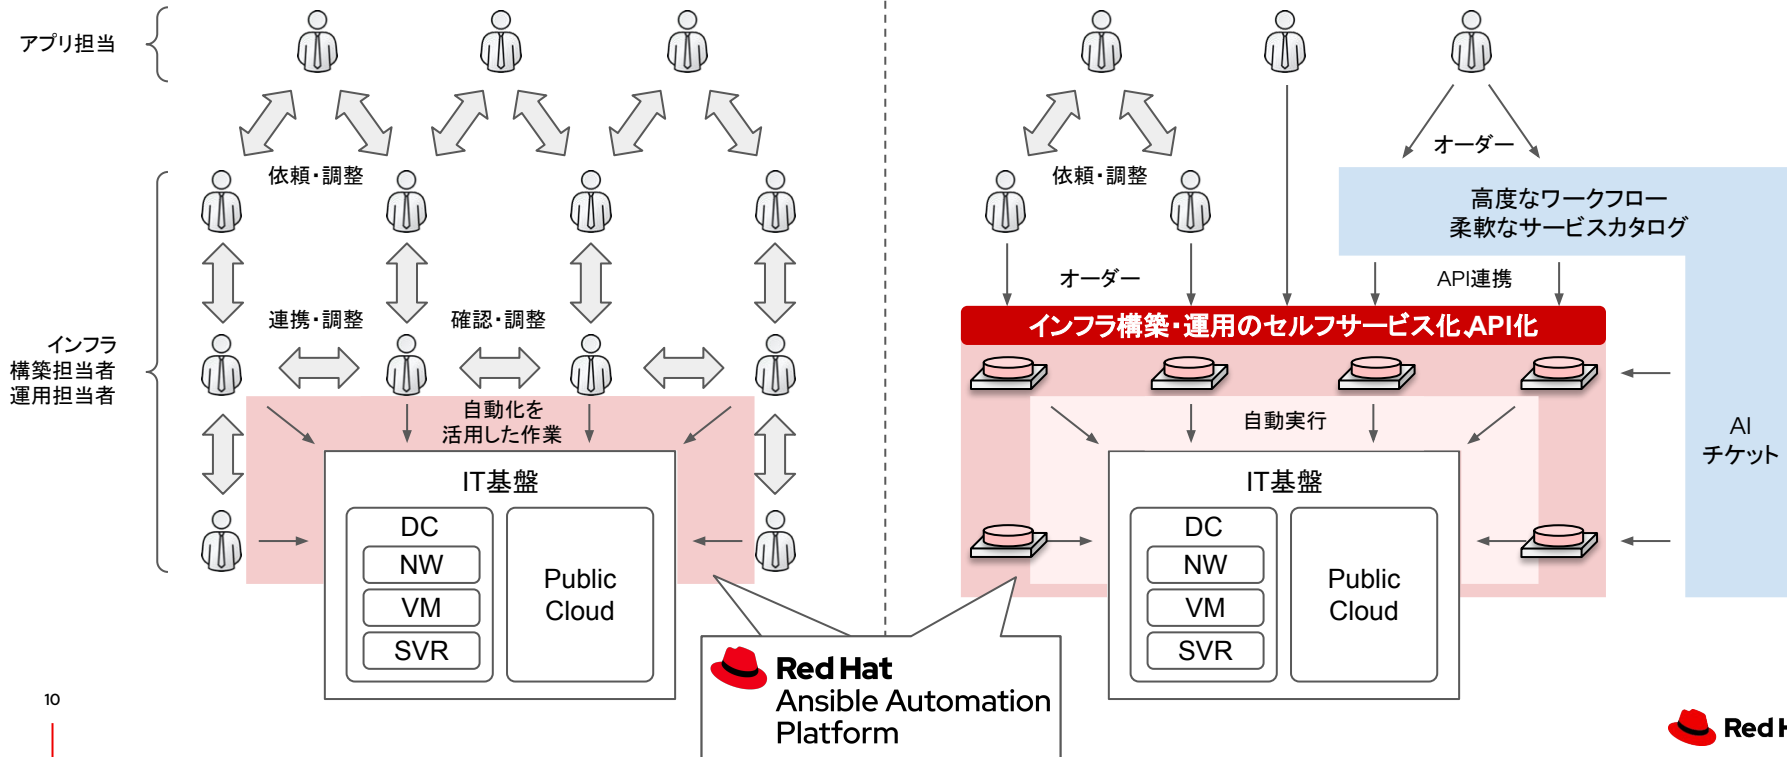 アプリ担当
依頼・調整
連携・調整
確認・調整
インフラ
構築担当者
運用担当者
自動化を
活用した作業
IT基盤
DC
NW
VM
SVR
Public
Cloud
オーダー
依頼・調整
高度なワークフロー
柔軟なサービスカタログ
オーダー
API連携
インフラ構築・運用のセルフサービス化、API化
自動実行
AI
チケット
IT基盤
DC
NW
VM
SVR
Public
Cloud
Red Hat
Ansible Automation
Platform
10
Red H